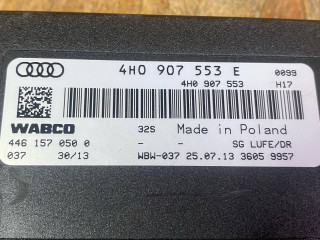 4H0 907 553 E 0099
4H0 907 553 H17
WABCO 32S Made in Poland
446 157 050 0 - - SG LUFE/DR
037 30/13 WBW-037 25.07.13 3605 9957